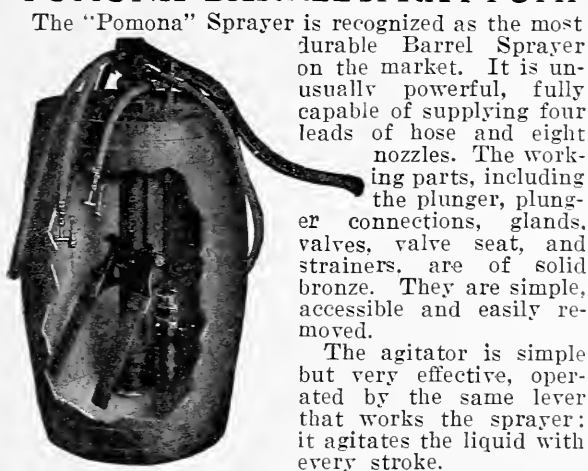 The "Pomona" Sprayer is recognized as the most
durable Barrel Sprayer
on the market. It is un-
usually powerful, fully
capable of supplying four
leads of hose and eight
nozzles. The work-
ing parts, including
the plunger, plung-
er connections, glands,
valves, valve seat, and
strainers, are of solid
bronze. They are simple,
accessible and easily re-
moved.
The agitator is simple
but very effective, oper-
ated by the same lever
that works the sprayer;
it agitates the liquid with
every stroke.